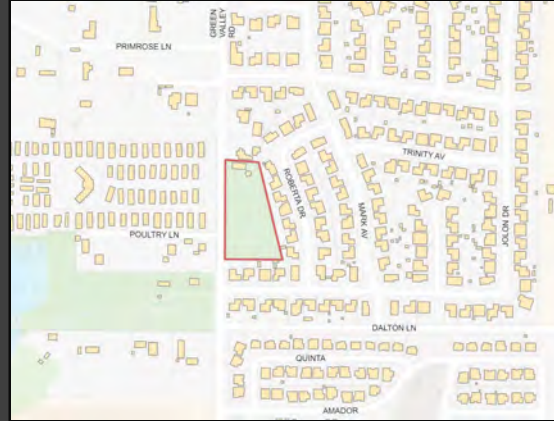 GREEN
VALLEY
RD
PRIMROSE LN
TRINITY AV
ROBERTA DR
MARK AV
JOLON DR
POULTRY LN
DALTON LN
QUINTA
AMADOR